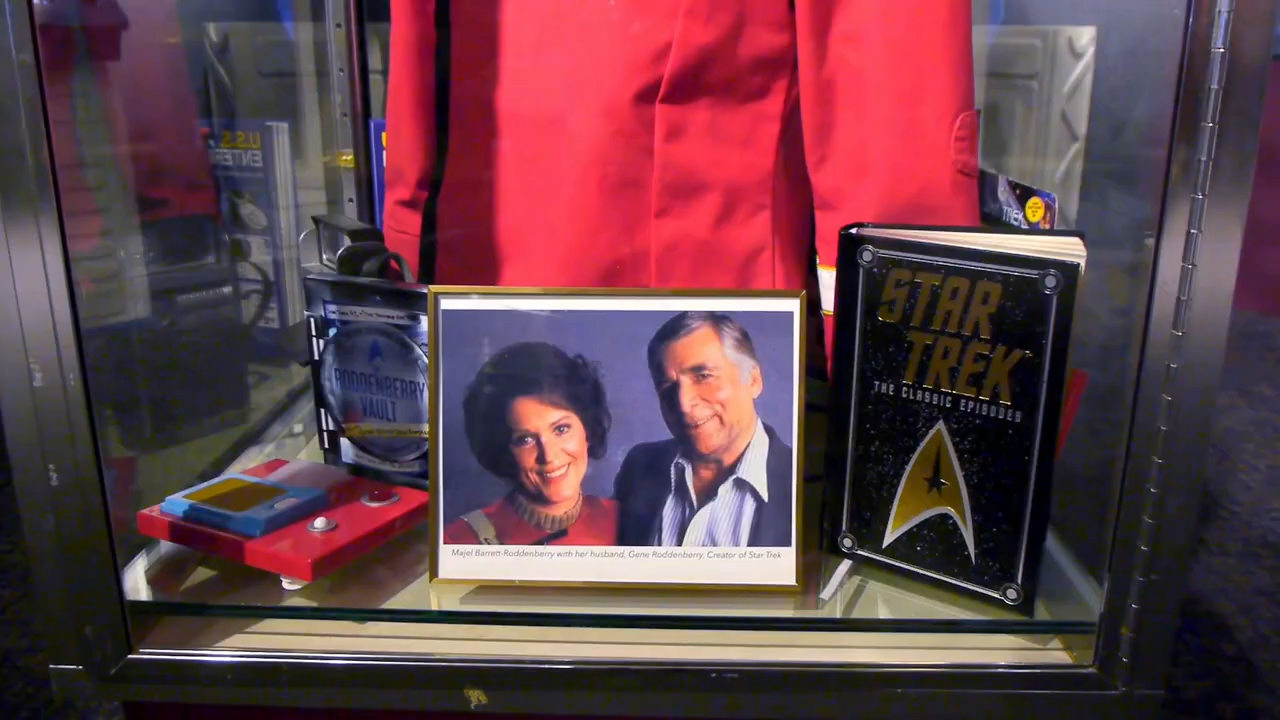 U.S.S.
ENTER
TREK
RODDENBERRY
VAULT
STAR
TREK
THE CLASSIC EPISODES
Majel Barrett-Roddenberry with her husband, Gene Roddenberry, Creator of Star Trek